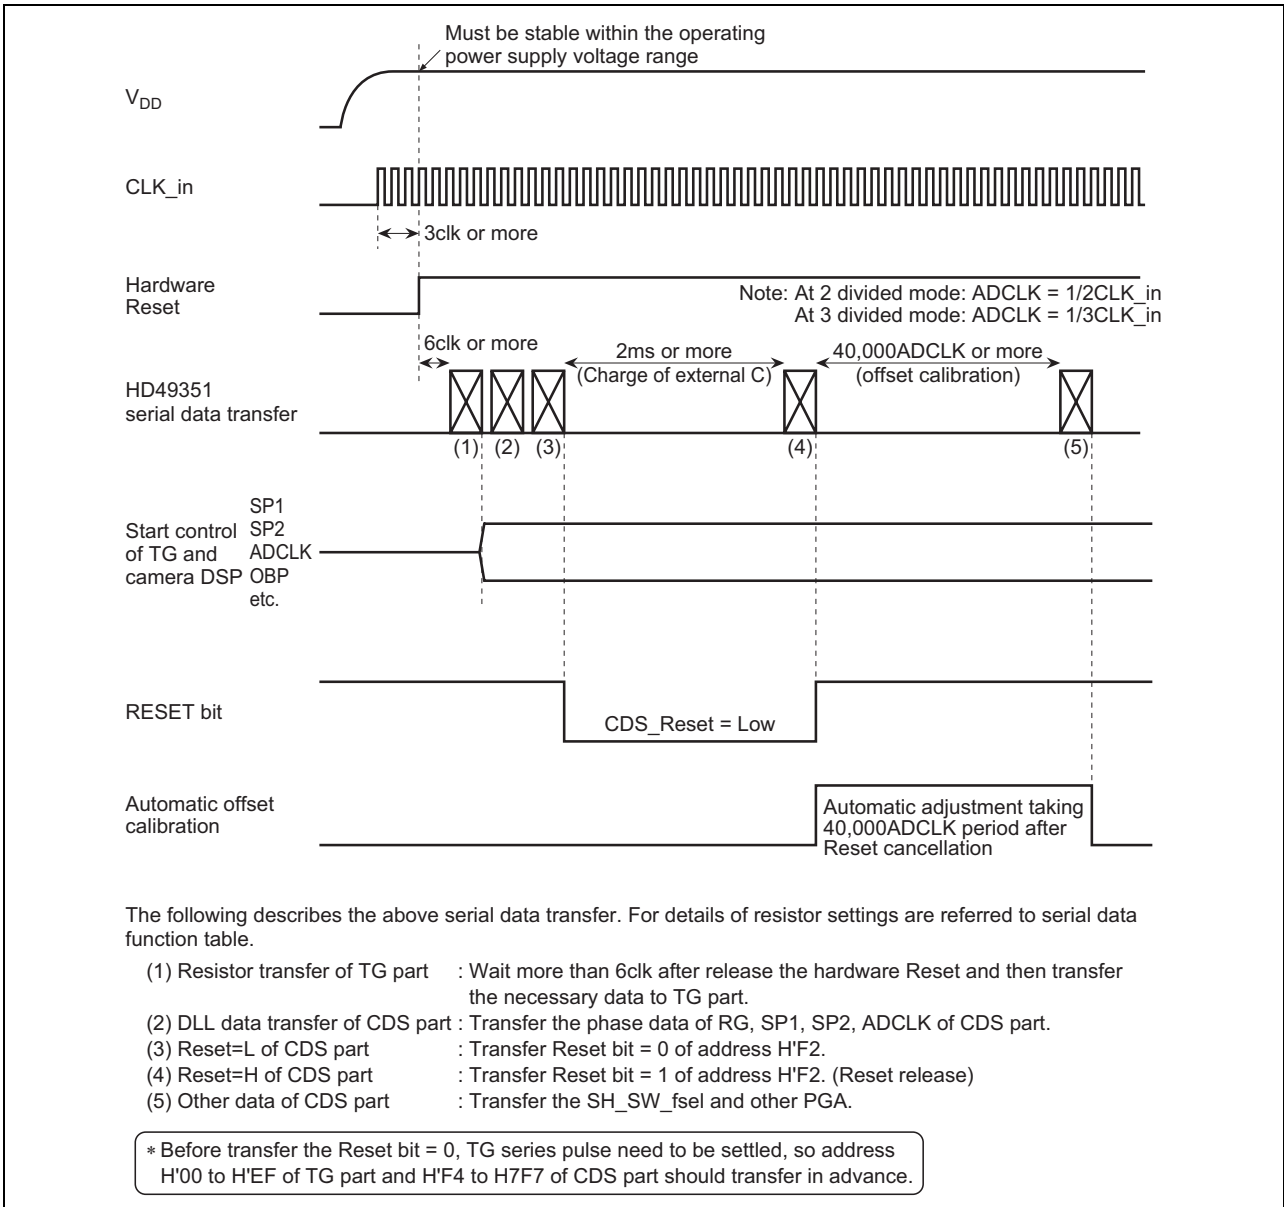 Must be stable within the operating
power supply voltage range
VDD
CLK_in
3clk or more
Hardware
Reset
Note: At 2 divided mode: ADCLK = 1/2CLK_in
At 3 divided mode: ADCLK = 1/3CLK_in
6clk or more
2ms or more
(Charge of external C)
40,000ADCLK or more
(offset calibration)
HD49351
serial data transfer
(1) (2) (3) (4) (5)
Start control
of TG and
camera DSP
SP1
SP2
ADCLK
OBP
etc.
RESET bit
CDS_Reset = Low
Automatic offset
calibration
Automatic adjustment taking
40,000ADCLK period after
Reset cancellation
The following describes the above serial data transfer. For details of resistor settings are referred to serial data
function table.
(1) Resistor transfer of TG part : Wait more than 6clk after release the hardware Reset and then transfer
the necessary data to TG part.
(2) DLL data transfer of CDS part : Transfer the phase data of RG, SP1, SP2, ADCLK of CDS part.
(3) Reset=L of CDS part : Transfer Reset bit = 0 of address H'F2.
(4) Reset=H of CDS part : Transfer Reset bit = 1 of address H'F2. (Reset release)
(5) Other data of CDS part : Transfer the SH_SW_fsel and other PGA.
* Before transfer the Reset bit = 0, TG series pulse need to be settled, so address
H'00 to H'EF of TG part and H'F4 to H7F7 of CDS part should transfer in advance.